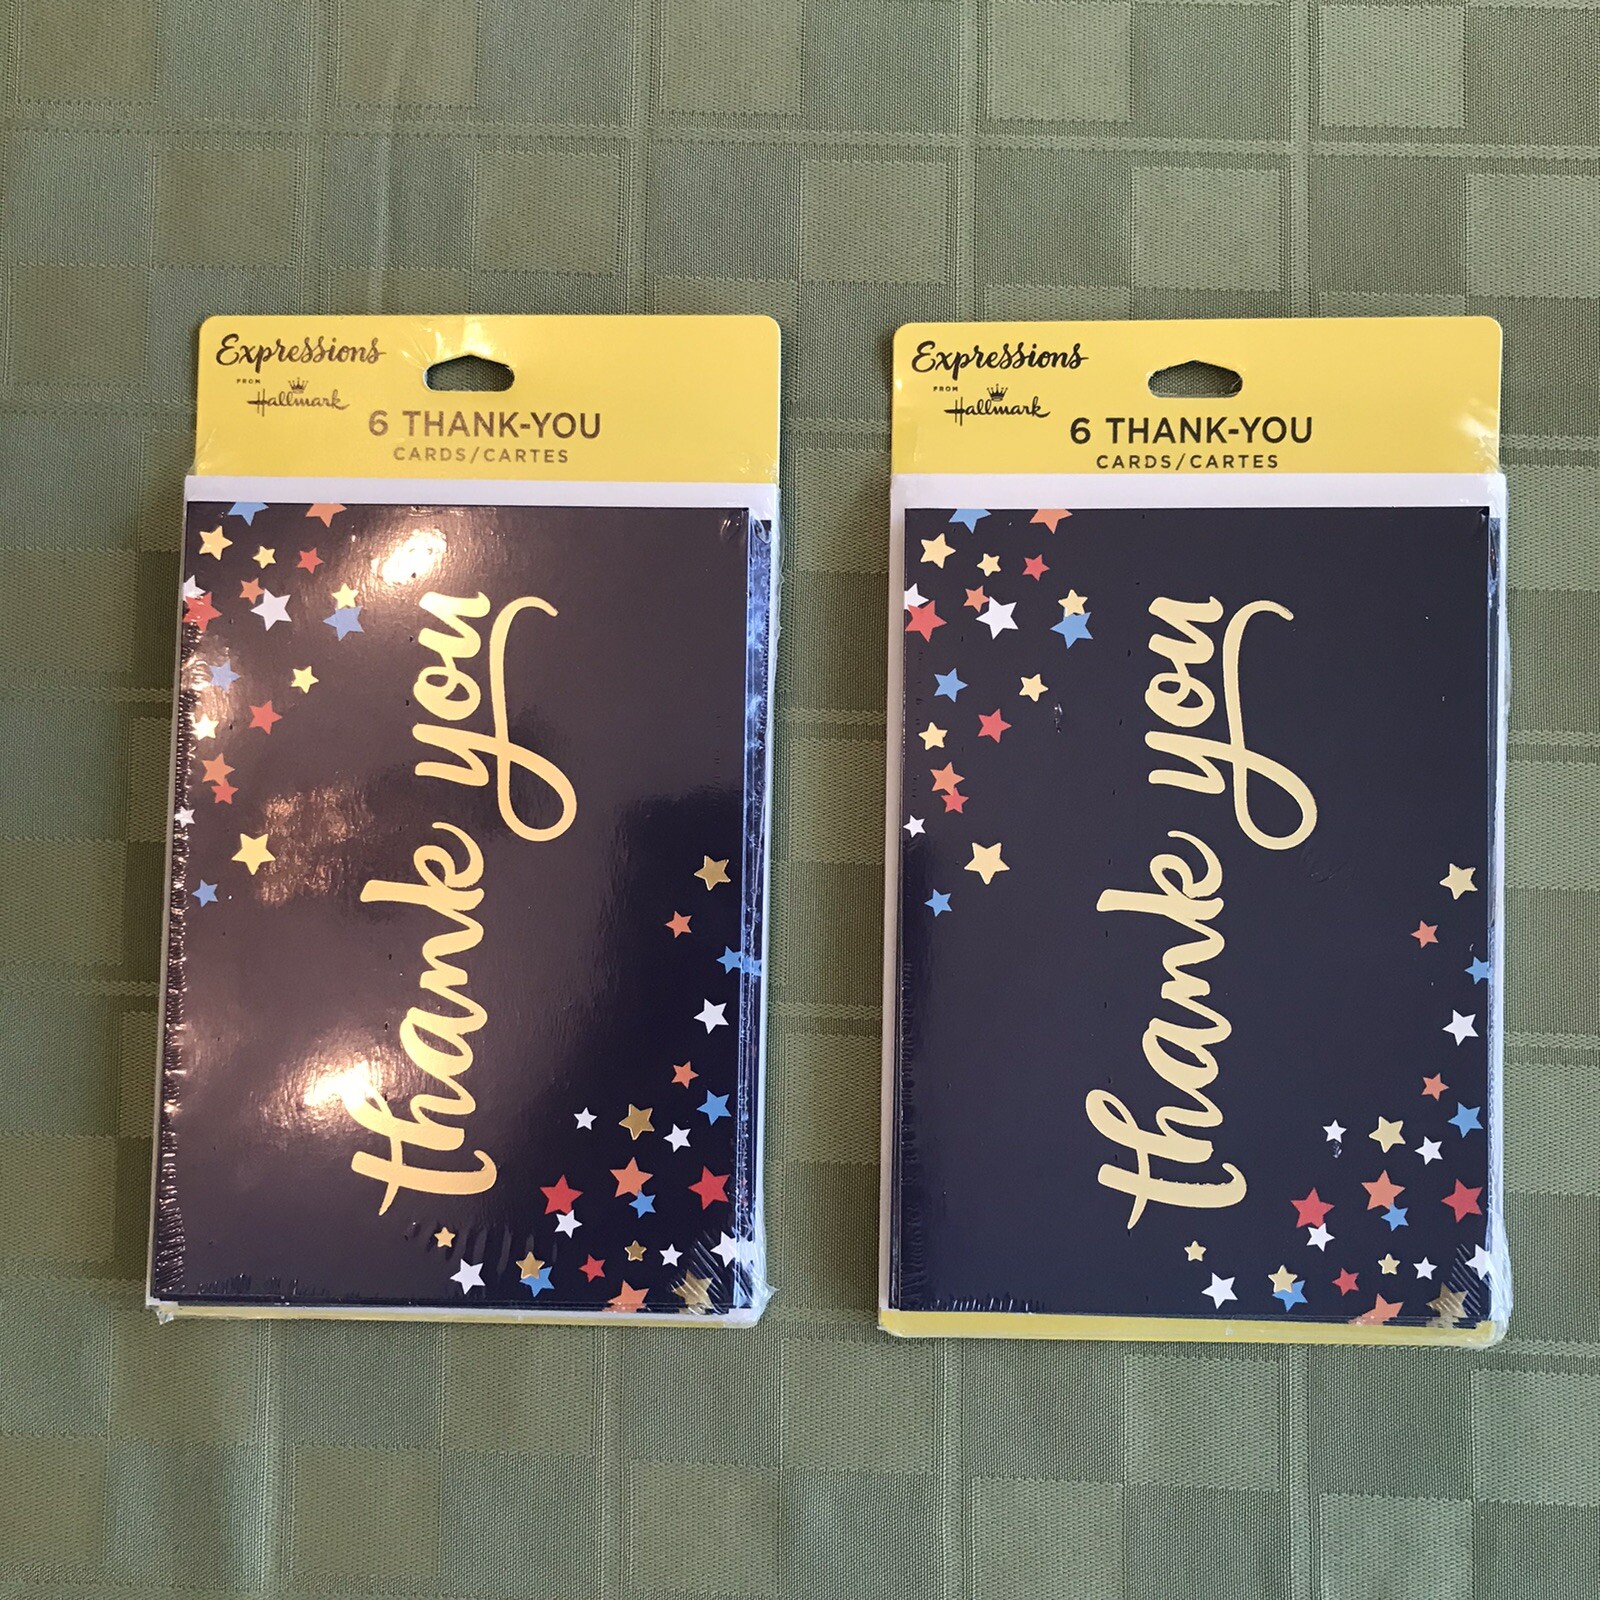 Expressions
FROM
Hallmark
6 THANK-YOU
CARDS/CARTES
thank you
Expressions
FROM
Hallmark
6 THANK-YOU
CARDS/CARTES
thank you